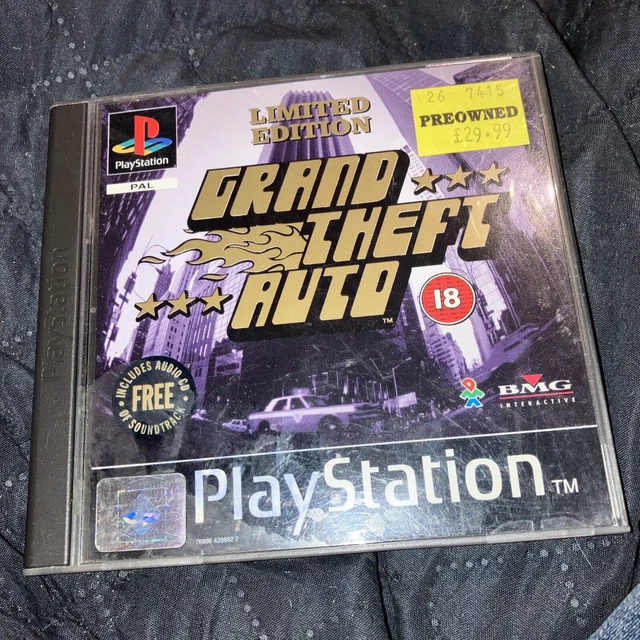 26 7415
PREOWNED
£29.99
LIMITED
EDITION
PlayStation
PAL
GRAND
THEFT
AUTO
TM
18
INCLUDES AUDIO CD
FREE
OF SOUNDTRACK
BMG
INTERACTIVE
PlayStation
PlayStation TM